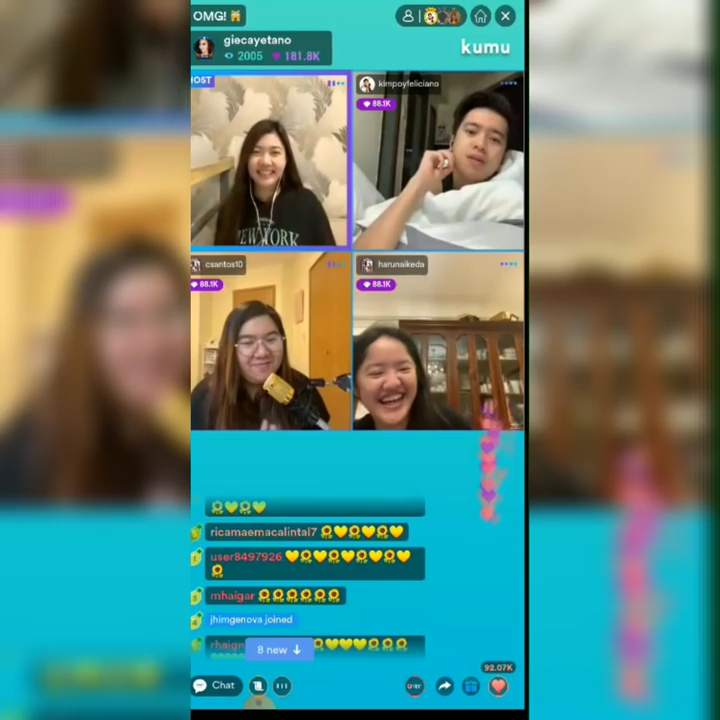 OMG!
giecayetano
2005 181.8K
kumu
HOST
kimpoyfeliciano
88.1K
NEW YORK
csantos10
88.1K
harunaikeda
88.1K
ricamaemacalintal7
user8497926
mhaigar
jhimgenova joined
8 new ↓
92.07K
Chat